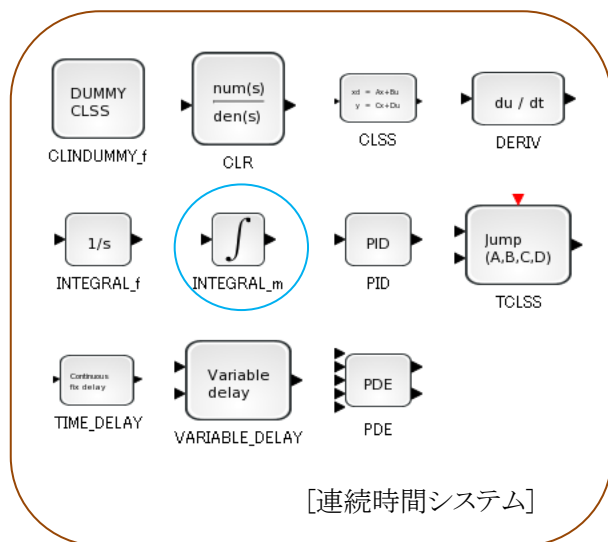 DUMMY
CLSS
CLINDUMMY_f
num(s)
den(s)
CLR
xd = Ax+Bu
y = Cx+Du
CLSS
du / dt
DERIV
1/s
INTEGRAL_f
∫
INTEGRAL_m
PID
PID
Jump
(A,B,C,D)
TCLSS
Continuous
fix delay
TIME_DELAY
Variable
delay
VARIABLE_DELAY
PDE
PDE
[連続時間システム]